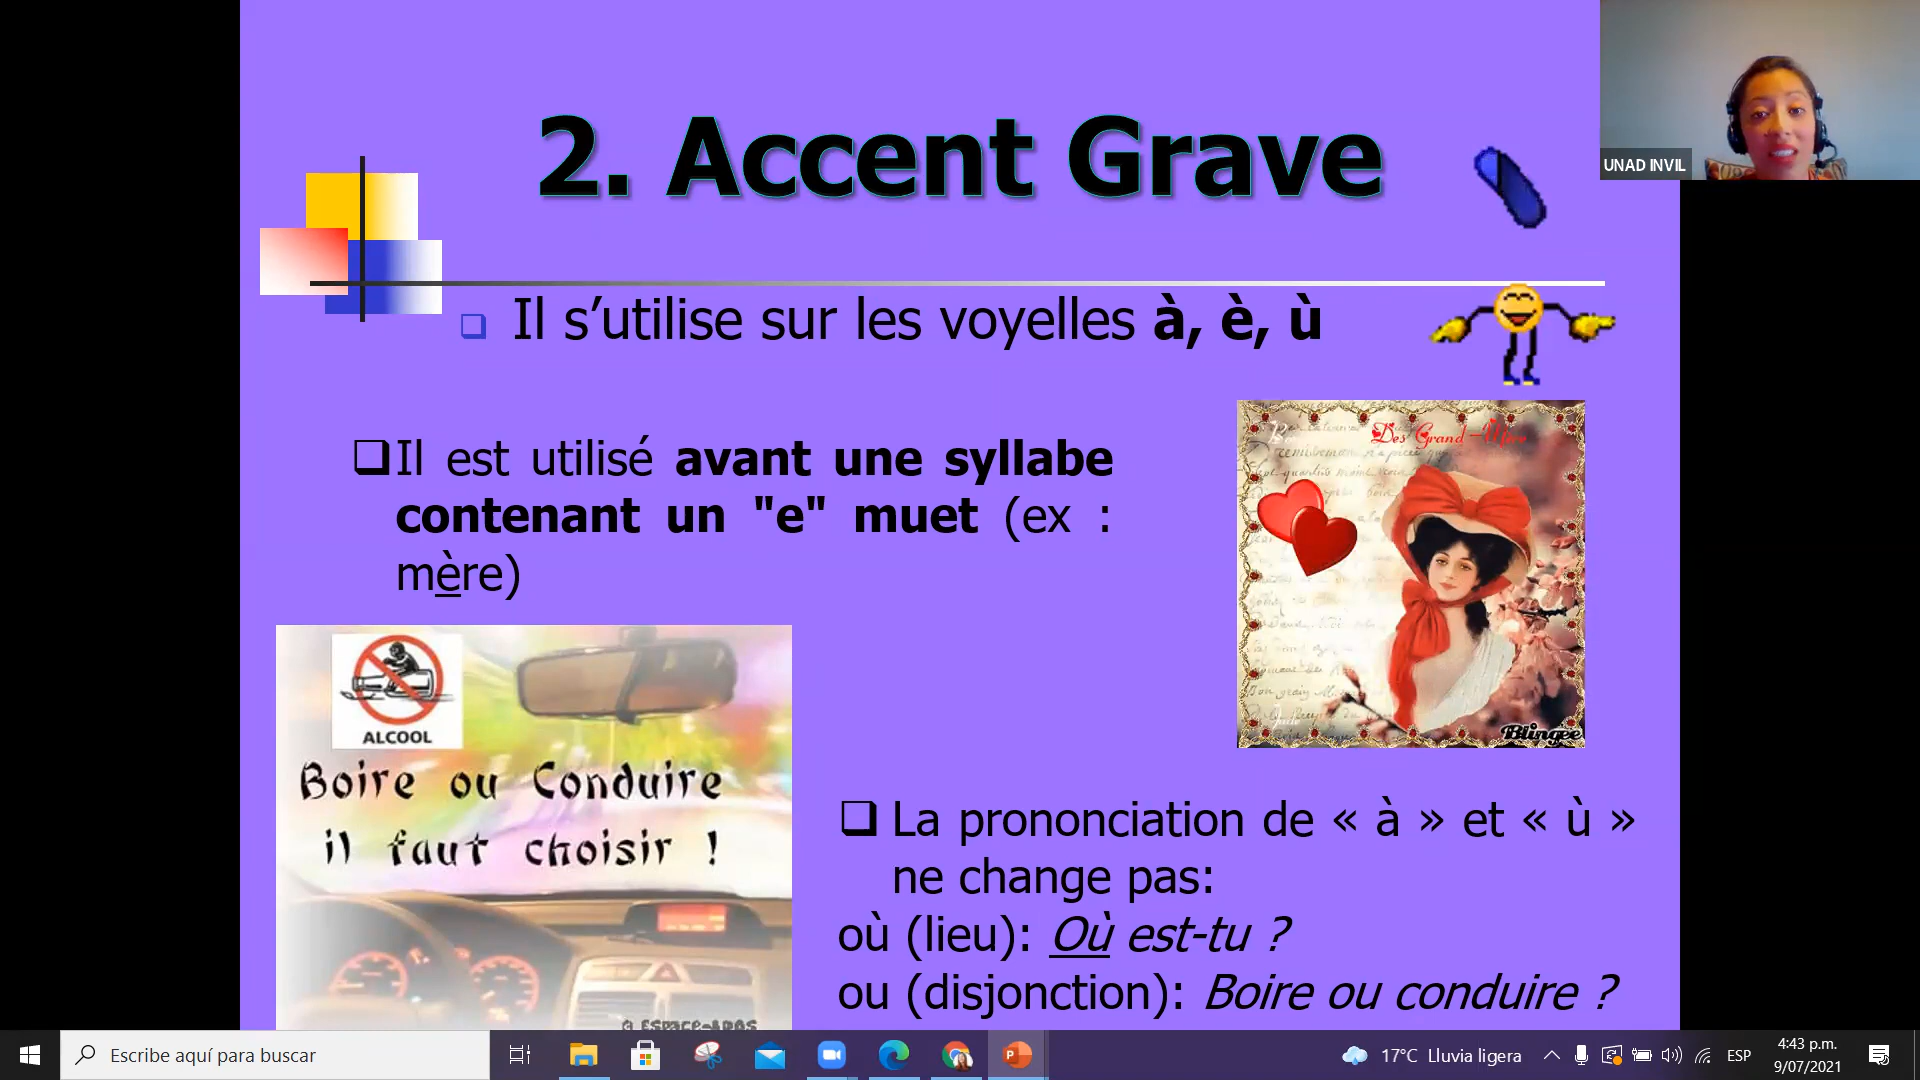 2. Accent Grave
UNAD INVIL
❑ Il s’utilise sur les voyelles à, è, ù
❑Il est utilisé avant une syllabe
contenant un "e" muet (ex :
mère)
Des Grand-Mère
Blingee
ALCOOL
Boire ou Conduire
il faut choisir !
❑ La prononciation de « à » et « ù »
ne change pas:
où (lieu): Où est-tu ?
ou (disjonction): Boire ou conduire ?
Escribe aquí para buscar
17°C Lluvia ligera
ESP
4:43 p.m.
9/07/2021